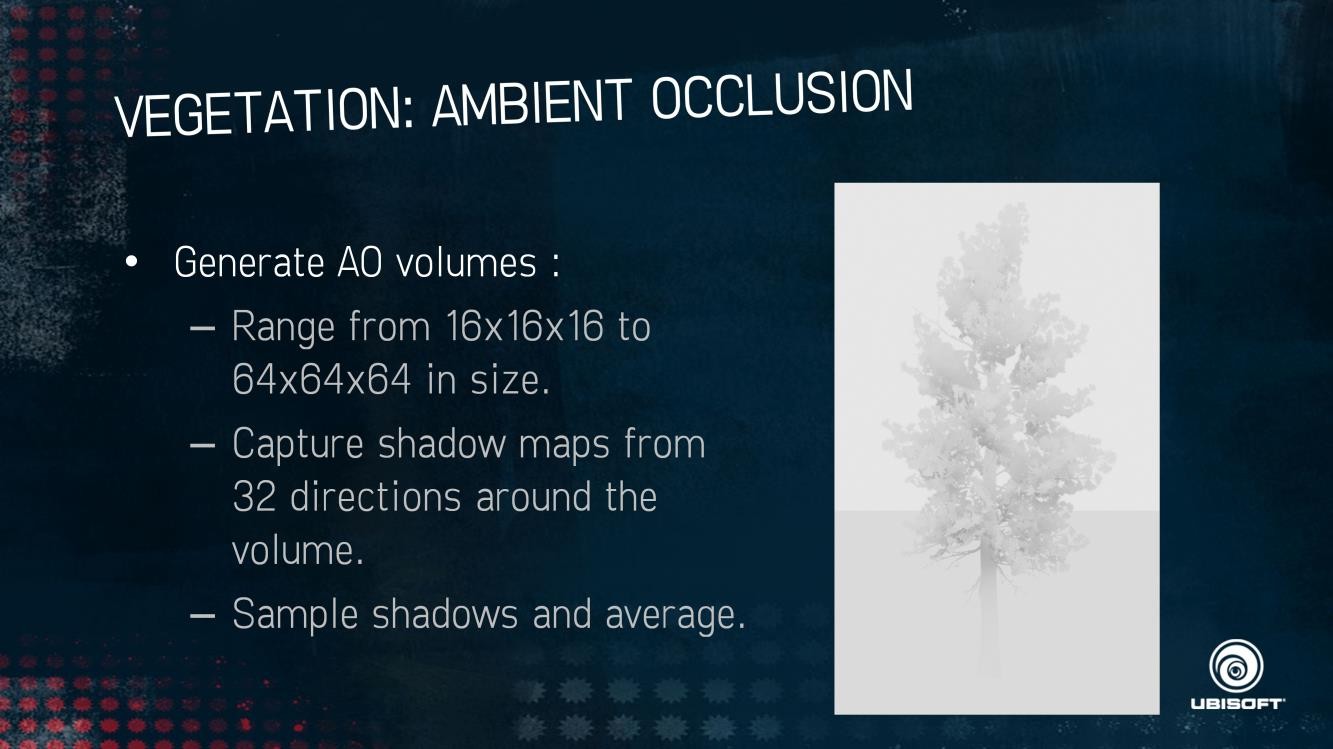 VEGETATION: AMBIENT OCCLUSION
• Generate AO volumes :
– Range from 16x16x16 to
64x64x64 in size.
– Capture shadow maps from
32 directions around the
volume.
– Sample shadows and average.
UBISOFT